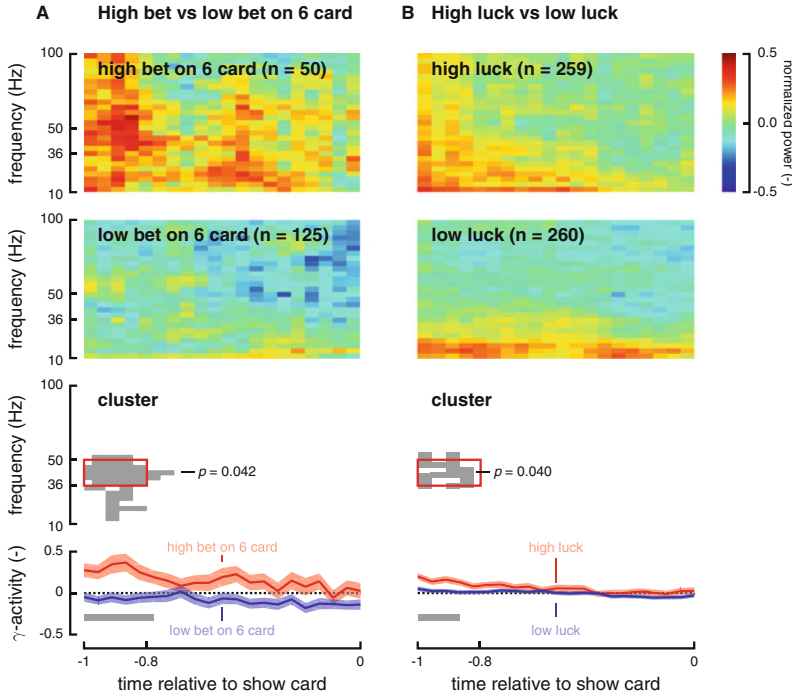 A High bet vs low bet on 6 card
B High luck vs low luck
frequency (Hz)
100
50
36
10
high bet on 6 card (n = 50)
high luck (n = 259)
0.5
0.0
-0.5
normalized power (-)
frequency (Hz)
100
50
36
10
low bet on 6 card (n = 125)
low luck (n = 260)
frequency (Hz)
100
50
36
10
cluster
p = 0.042
cluster
p = 0.040
γ-activity (-)
0.5
0
-0.5
high bet on 6 card
low bet on 6 card
high luck
low luck
-1
-0.8
0
time relative to show card
-1
-0.8
0
time relative to show card